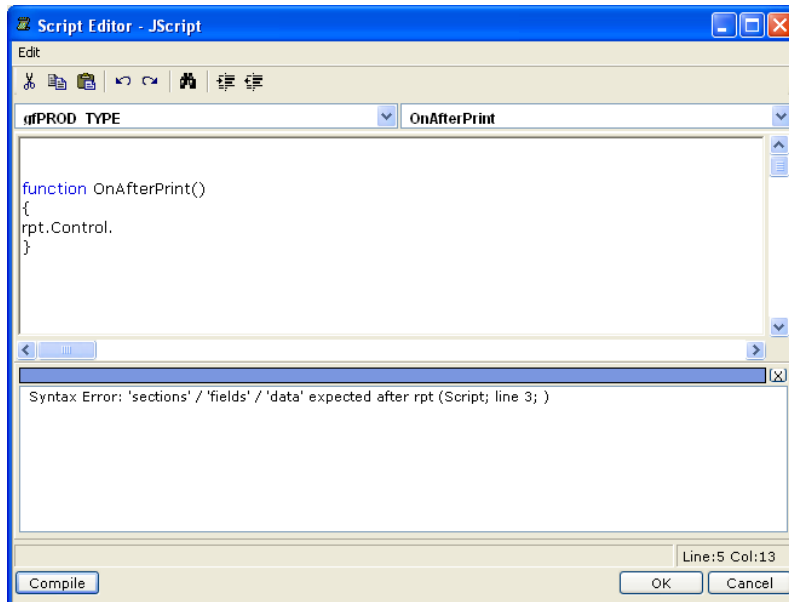 Script Editor - JScript
Edit
gfPROD_TYPE OnAfterPrint
function OnAfterPrint()
{
rpt.Control.
}
Syntax Error: 'sections' / 'fields' / 'data' expected after rpt (Script; line 3; )
Line:5 Col:13
Compile OK Cancel